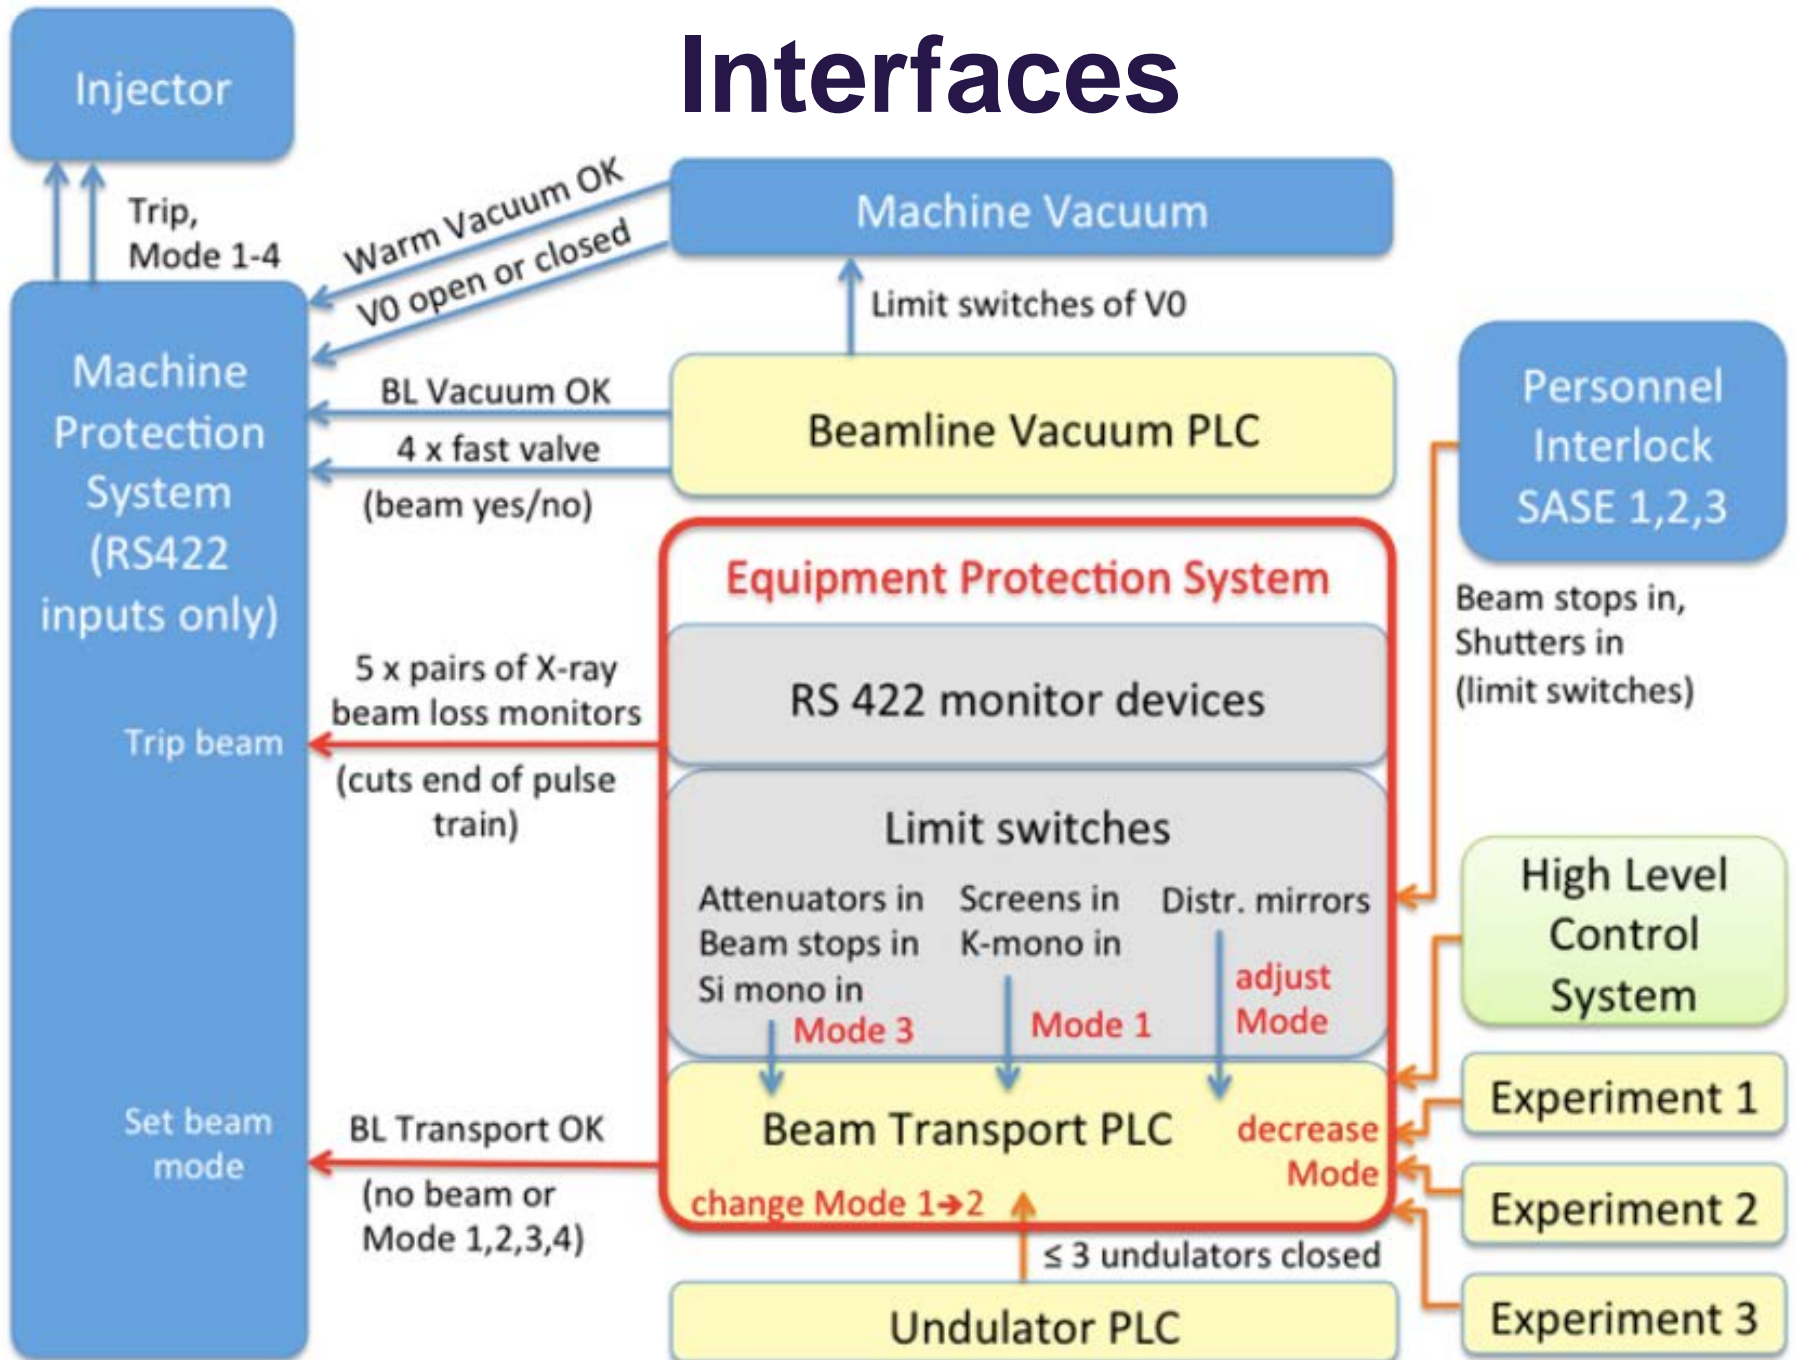 Interfaces
Injector
Trip,
Mode 1-4
Warm Vacuum OK
V0 open or closed
Machine Vacuum
Limit switches of V0
Machine
Protection
System
(RS422
inputs only)
BL Vacuum OK
4 x fast valve
(beam yes/no)
Beamline Vacuum PLC
Personnel
Interlock
SASE 1,2,3
Beam stops in,
Shutters in
(limit switches)
Equipment Protection System
RS 422 monitor devices
5 x pairs of X-ray
beam loss monitors
Trip beam
(cuts end of pulse
train)
Limit switches
Attenuators in
Beam stops in
Si mono in
Mode 3
Screens in
K-mono in
Mode 1
Distr. mirrors
adjust
Mode
High Level
Control
System
Set beam
mode
BL Transport OK
(no beam or
Mode 1,2,3,4)
Beam Transport PLC
decrease
Mode
change Mode 1→2
Experiment 1
Experiment 2
Experiment 3
≤ 3 undulators closed
Undulator PLC